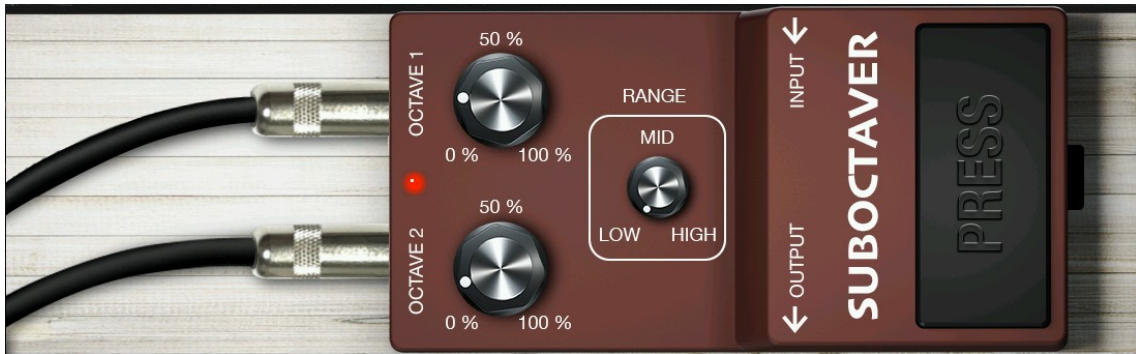 OCTAVE 1
50 %
0 % 100 %
OCTAVE 2
50 %
0 % 100 %
RANGE
MID
LOW HIGH
INPUT
OUTPUT
SUBOCTAVER
PRESS